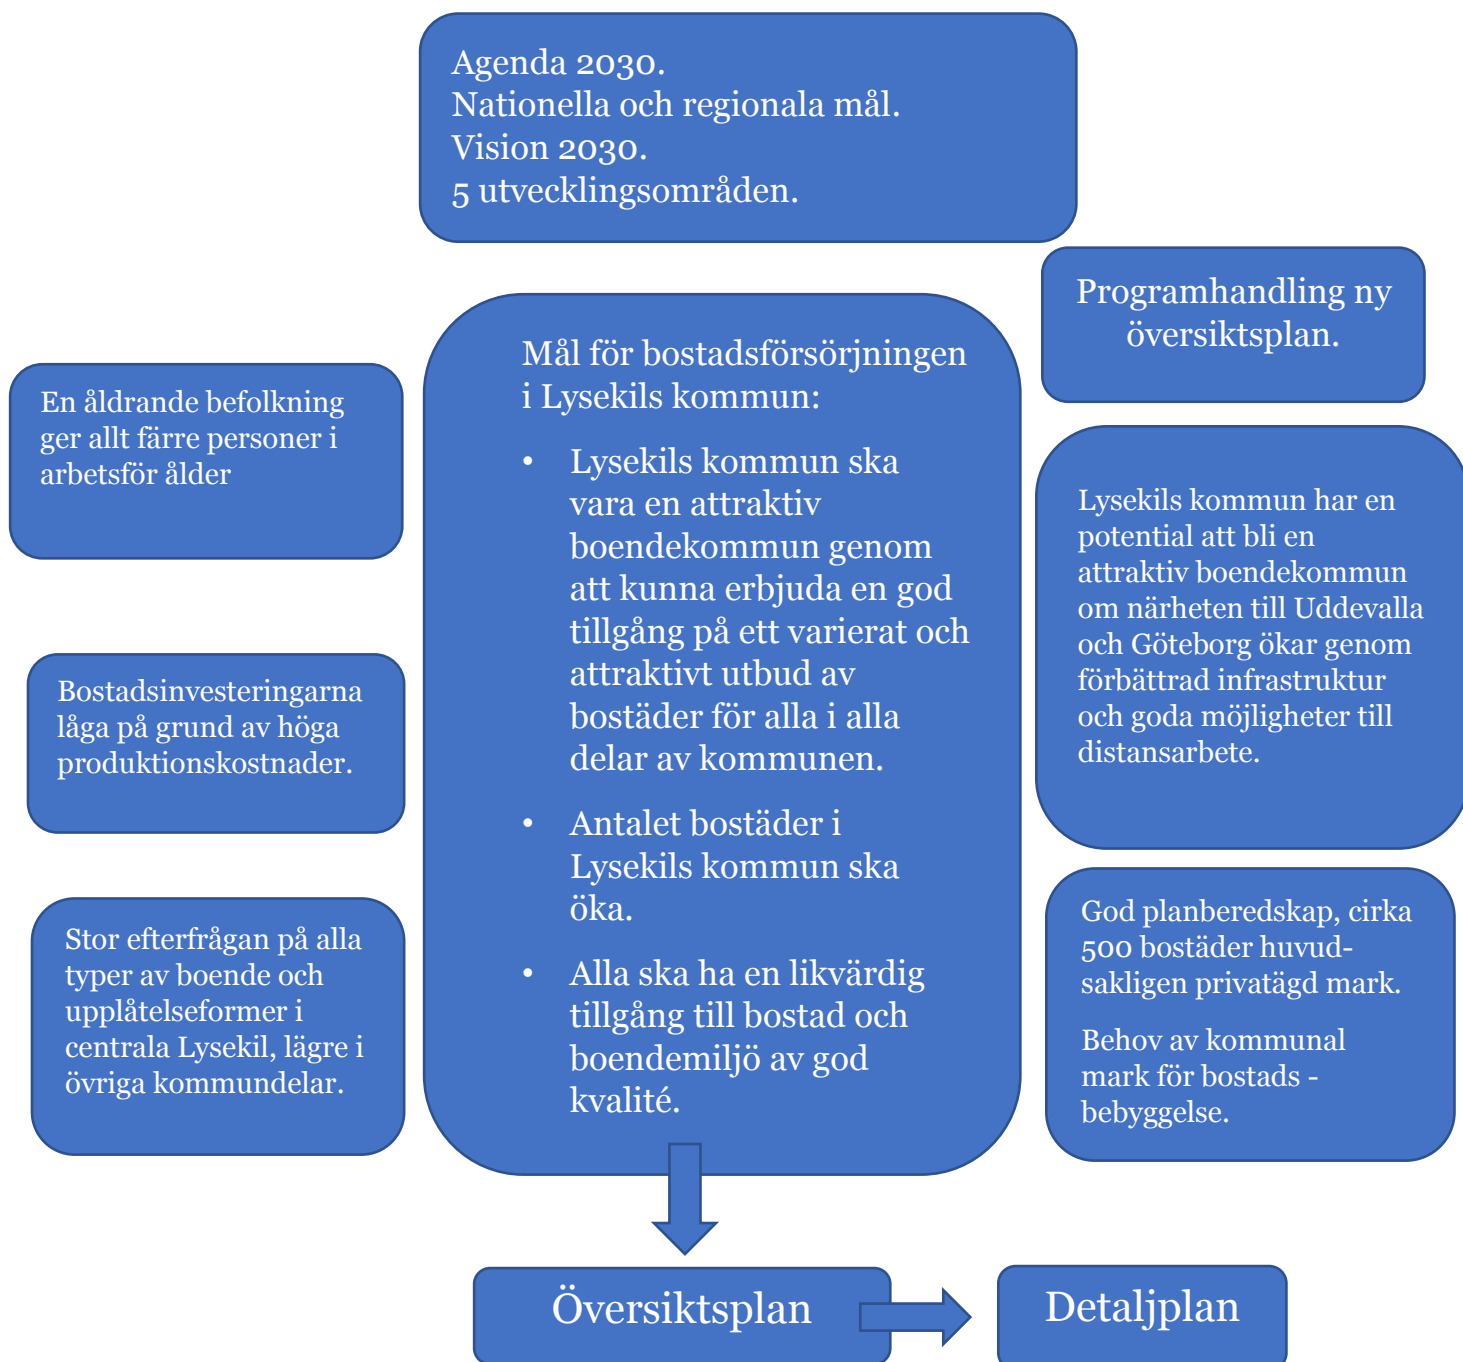 Agenda 2030.
Nationella och regionala mål.
Vision 2030.
5 utvecklingsområden.
Programhandling ny
översiktsplan.
En åldrande befolkning
ger allt färre personer i
arbetsför ålder
Bostadsinvesteringarna
låga på grund av höga
produktionskostnader.
Stor efterfrågan på alla
typer av boende och
upplåtelseformer i
centrala Lysekil, lägre i
övriga kommundelar.
Mål för bostadsförsörjningen
i Lysekils kommun:
• Lysekils kommun ska
vara en attraktiv
boendekommun genom
att kunna erbjuda en god
tillgång på ett varierat och
attraktivt utbud av
bostäder för alla i alla
delar av kommunen.
• Antalet bostäder i
Lysekils kommun ska
öka.
• Alla ska ha en likvärdig
tillgång till bostad och
boendemiljö av god
kvalité.
Lysekils kommun har en
potential att bli en
attraktiv boendekommun
om närheten till Uddevalla
och Göteborg ökar genom
förbättrad infrastruktur
och goda möjligheter till
distansarbete.
God planberedskap, cirka
500 bostäder huvud-
sakligen privatägd mark.
Behov av kommunal
mark för bostads -
bebyggelse.
Översiktsplan
Detaljplan